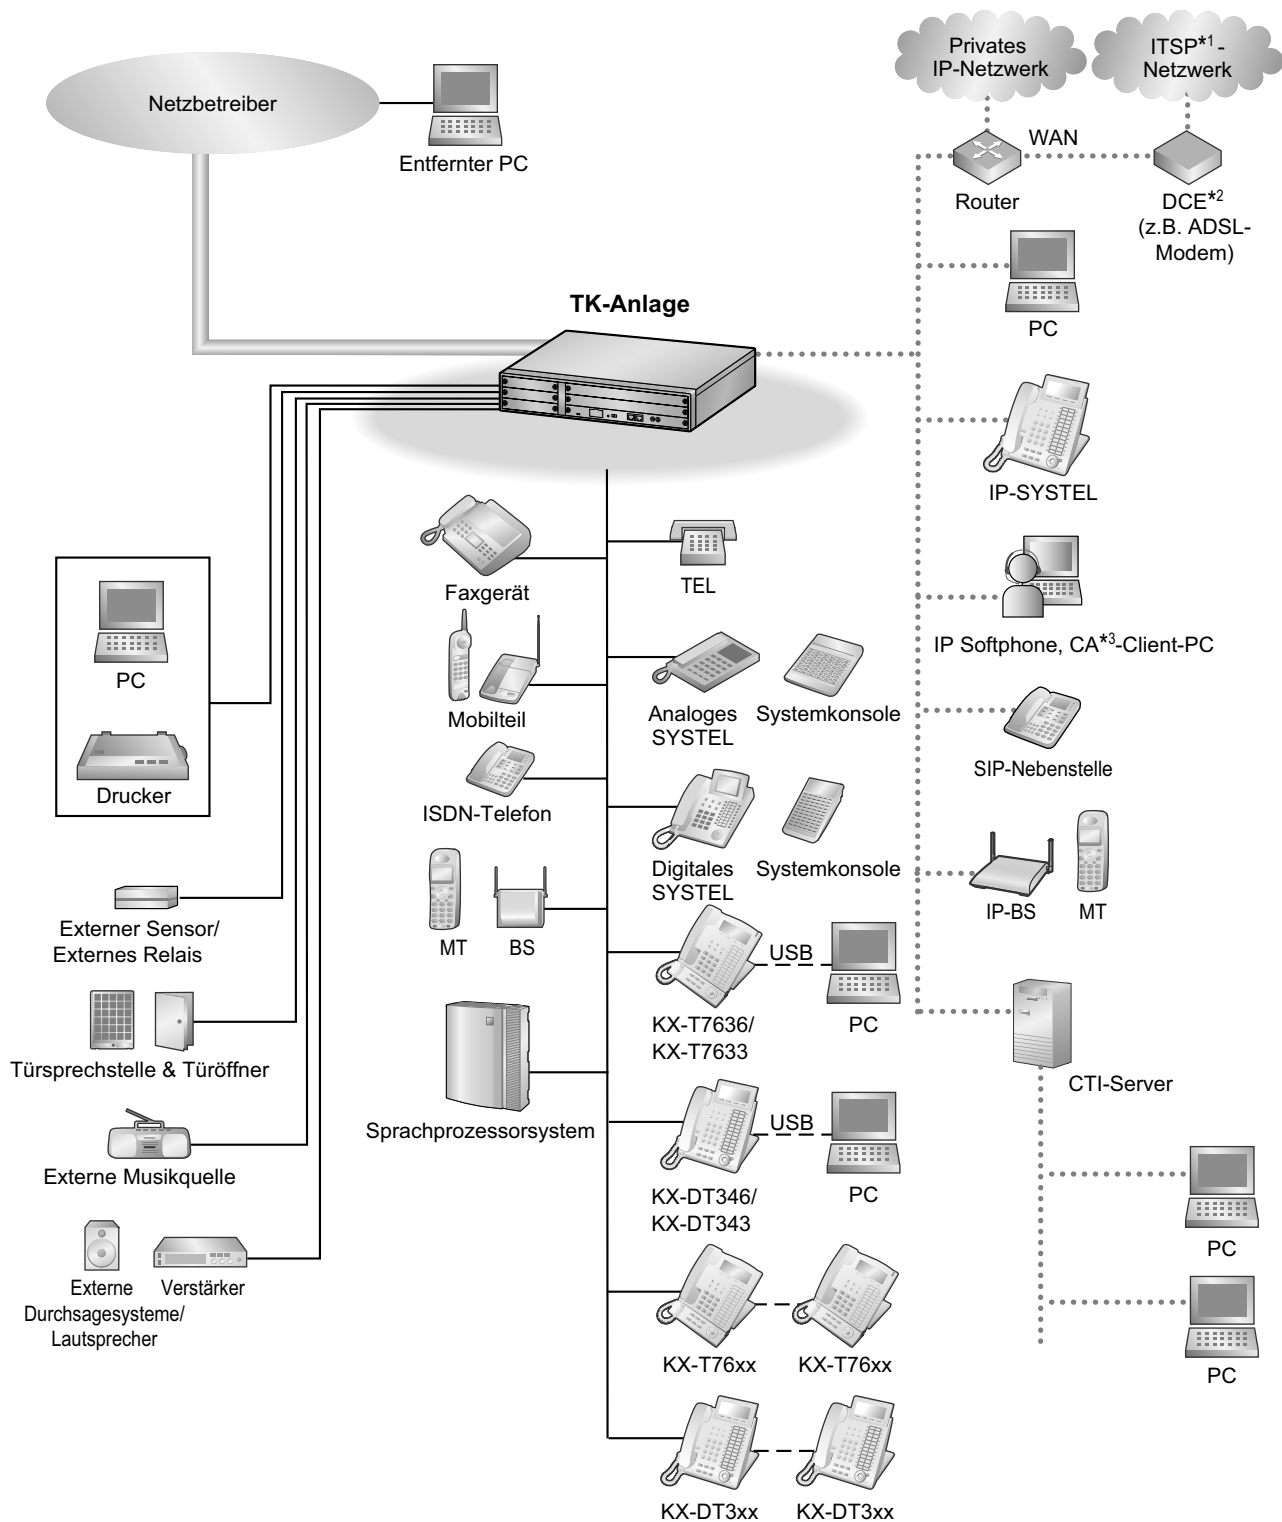 Netzbetreiber
Entfernter PC
Privates
IP-Netzwerk
ITSP*1-
Netzwerk
WAN
Router
DCE*2
(z.B. ADSL-
Modem)
PC
TK-Anlage
IP-SYSTEL
IP Softphone, CA*3-Client-PC
SIP-Nebenstelle
IP-BS
MT
CTI-Server
PC
PC
PC
Drucker
Externer Sensor/
Externes Relais
Türsprechstelle & Türöffner
Externe Musikquelle
Externe
Durchsagesysteme/
Lautsprecher
Verstärker
Faxgerät
TEL
Mobilteil
Analoges
SYSTEL
Systemkonsole
ISDN-Telefon
Digitales
SYSTEL
Systemkonsole
MT
BS
USB
KX-T7636/
KX-T7633
PC
Sprachprozessorsystem
USB
KX-DT346/
KX-DT343
PC
KX-T76xx
KX-T76xx
KX-DT3xx
KX-DT3xx